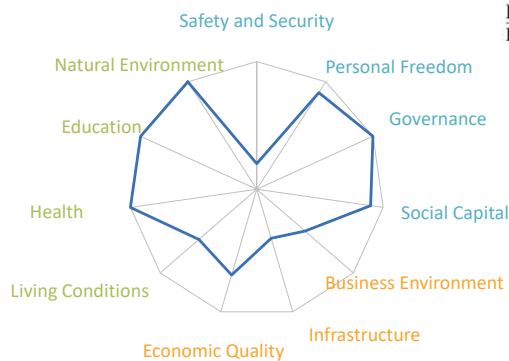 Safety and Security
Natural Environment
Personal Freedom
Education
Governance
Health
Social Capital
Living Conditions
Business Environment
Infrastructure
Economic Quality